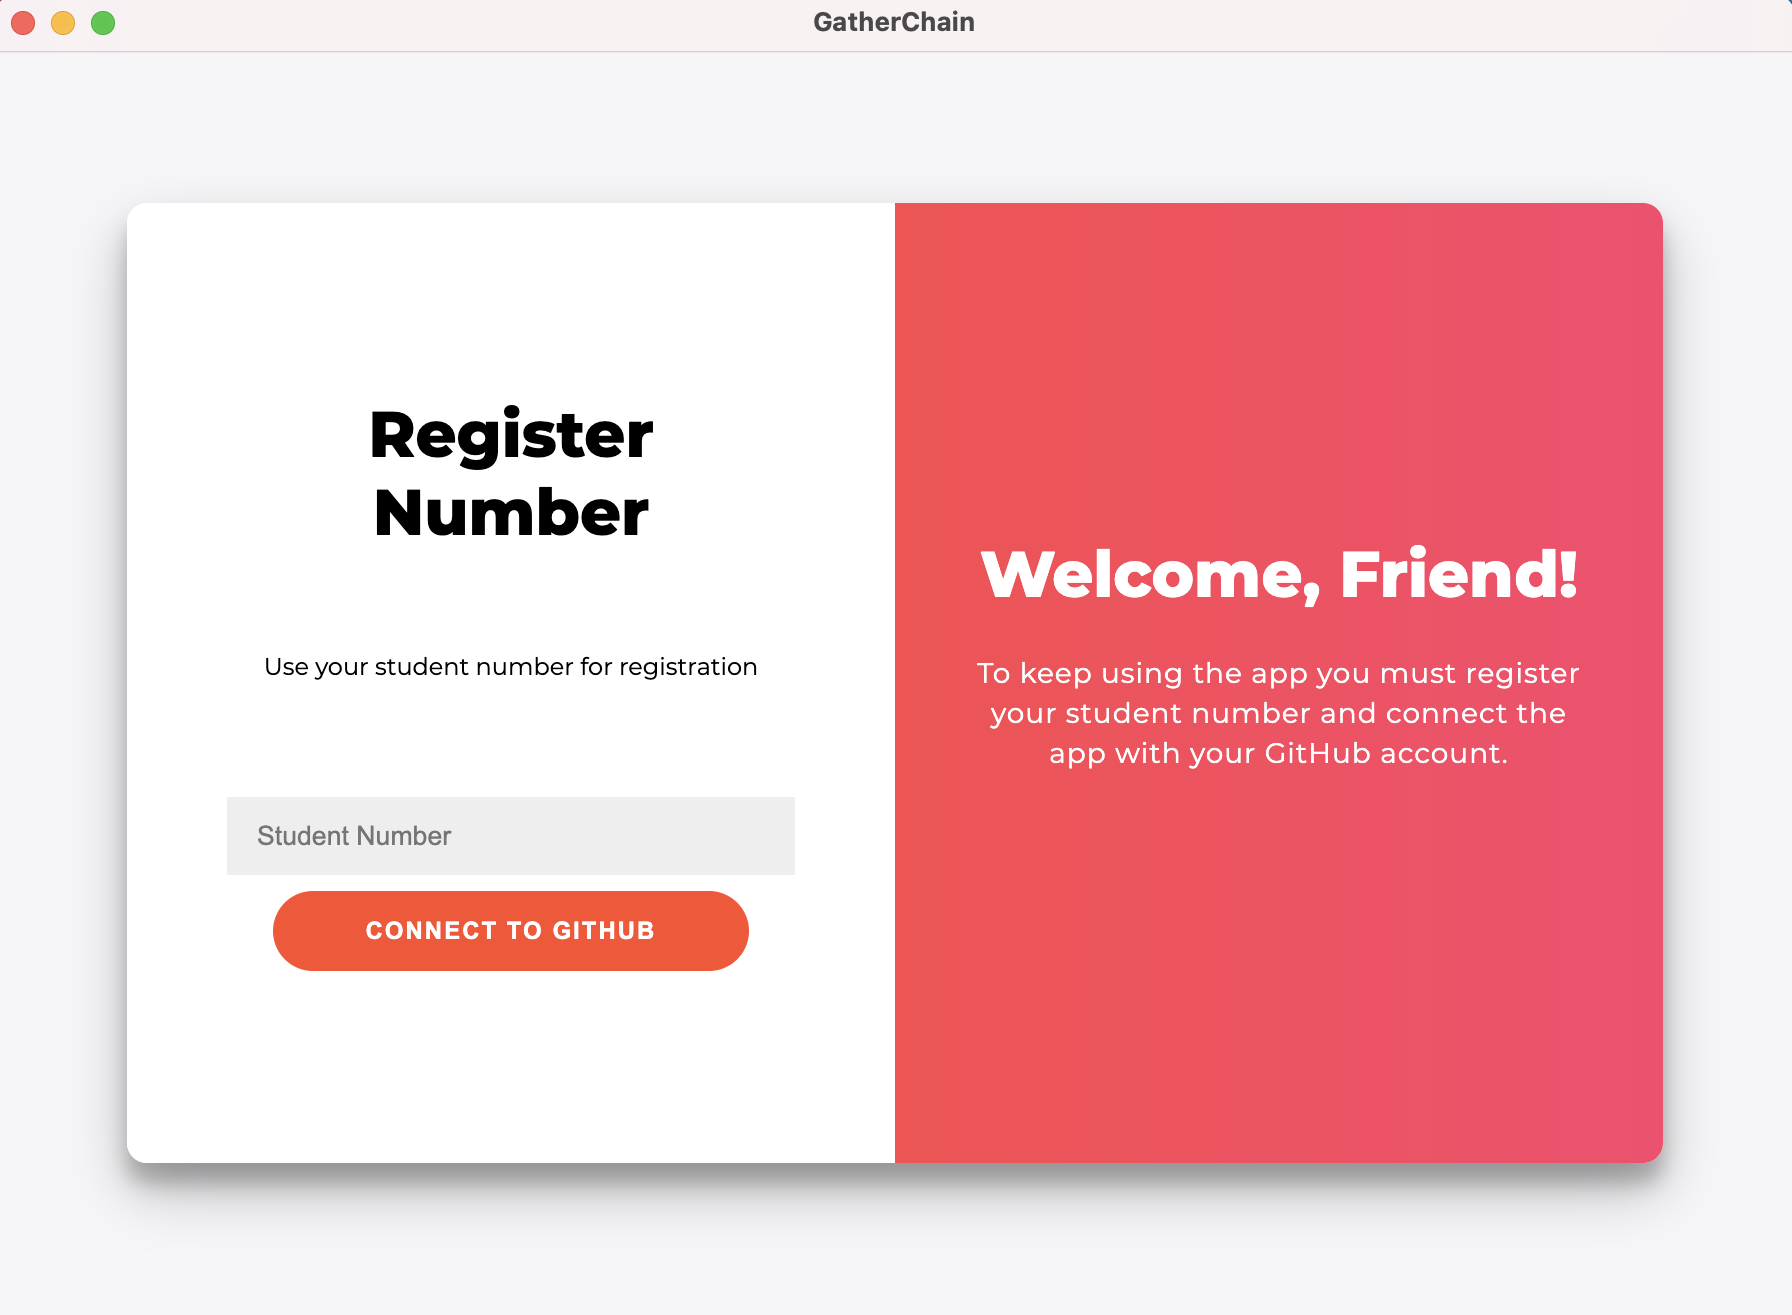 GatherChain
Register
Number
Use your student number for registration
Student Number
CONNECT TO GITHUB
Welcome, Friend!
To keep using the app you must register
your student number and connect the
app with your GitHub account.